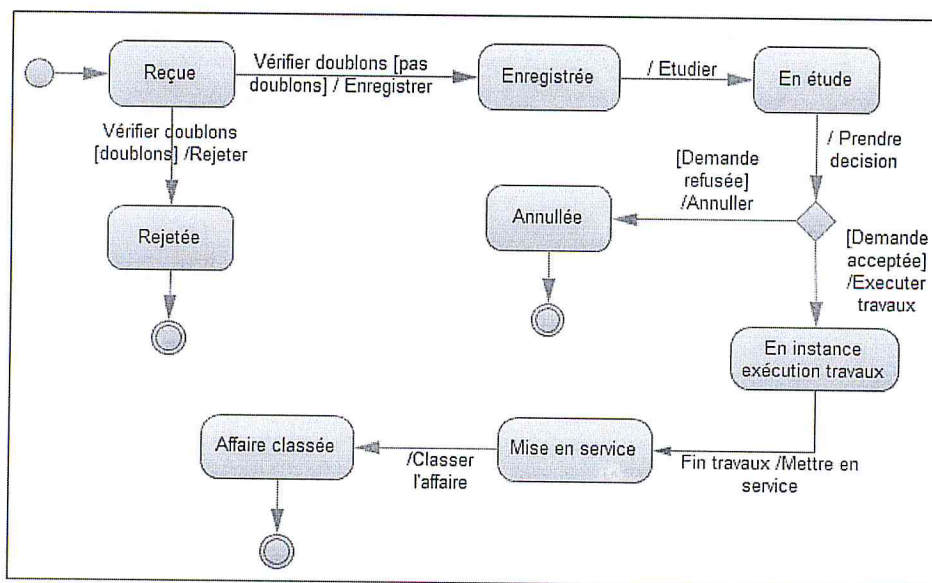 Reçue
Vérifier doublons [pas
doublons] / Enregistrer
Enregistrée
/ Etudier
En étude
Vérifier doublons
[doublons] /Rejeter
/ Prendre
decision
[Demande
refusée]
/Annuller
Annullée
Rejetée
[Demande
acceptée]
/Executer
travaux
En instance
exécution travaux
Affaire classée
/Classer
l'affaire
Mise en service
Fin travaux /Mettre en
service